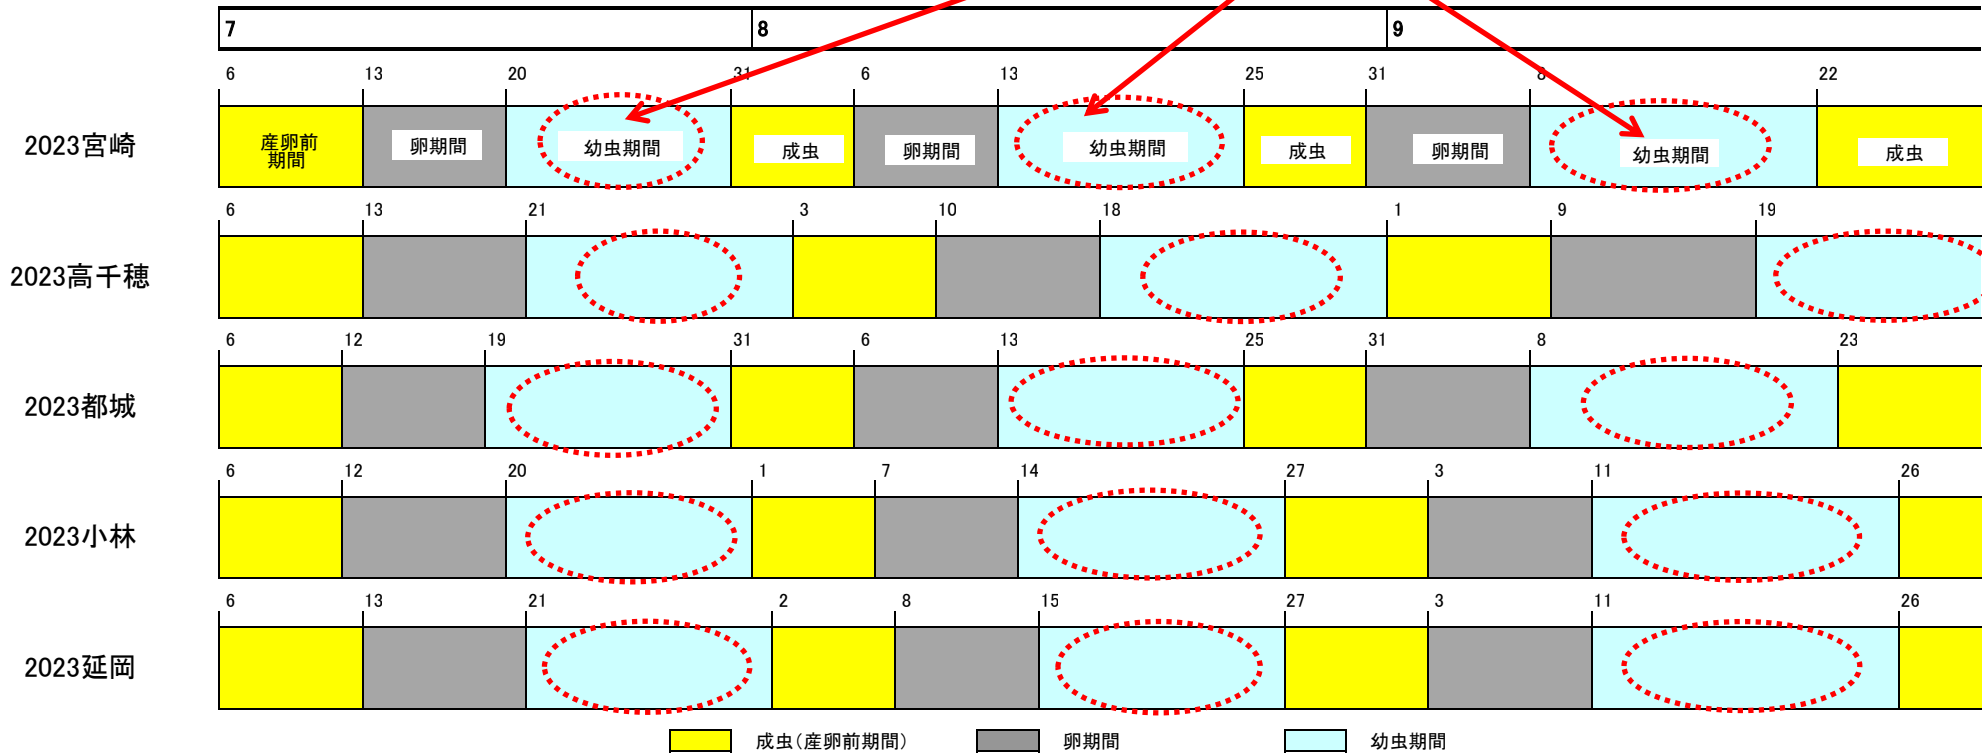 7 8 9
6 13 20 31 6 13 25 31 8 22
2023宮崎
産卵前
期間
卵期間
幼虫期間
成虫
卵期間
幼虫期間
成虫
卵期間
幼虫期間
成虫
6 13 21 3 10 18 1 9 19
2023高千穂
6 12 19 31 6 13 25 31 8 23
2023都城
6 12 20 1 7 14 27 3 11 26
2023小林
6 13 21 2 8 15 27 3 11 26
2023延岡
成虫(産卵前期間) 卵期間 幼虫期間